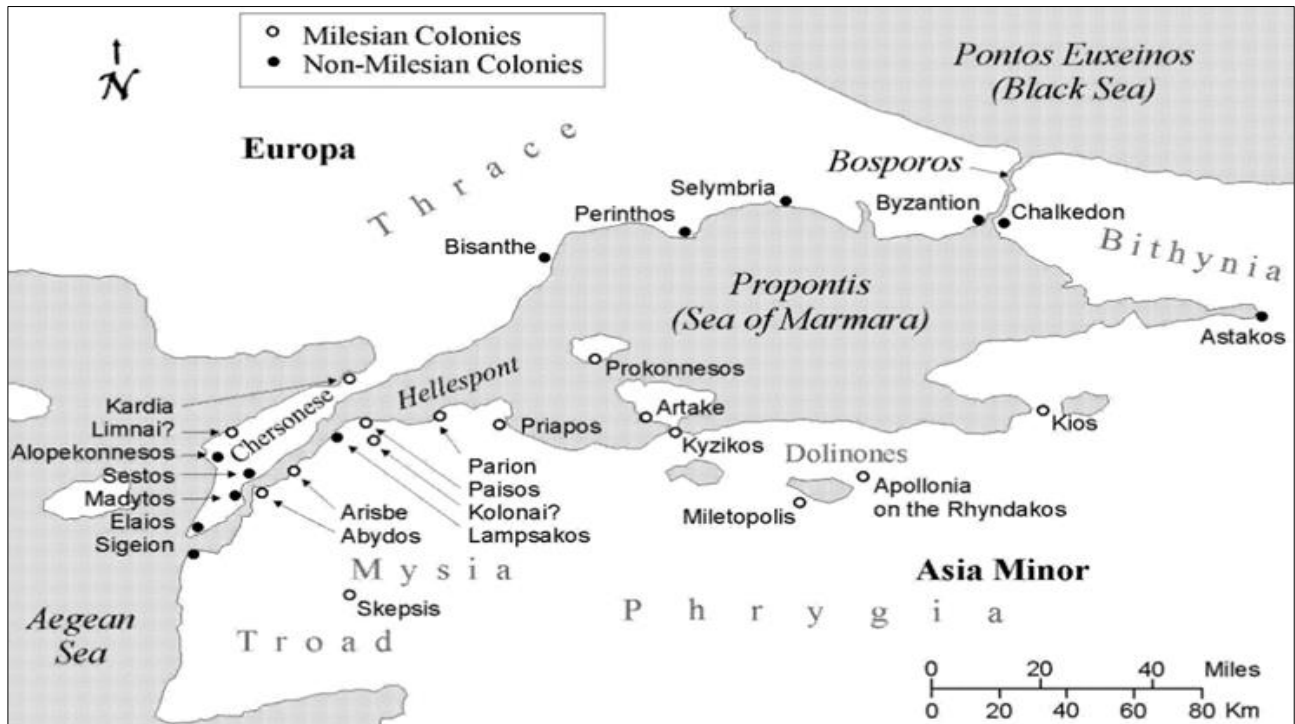 Milesian Colonies
Non-Milesian Colonies
N
Pontos Euxeinos
(Black Sea)
Europa
Thrace
Bosporos
Selymbria
Byzantion
Chalkedon
Perinthos
Bithynia
Bisanthe
Propontis
(Sea of Marmara)
Astakos
Prokonnesos
Hellespont
Kardia
Limnai?
Chersonese
Alopekonnesos
Sestos
Madytos
Elaios
Sigeion
Artake
Priapos
Kyzikos
Kios
Parion
Paisos
Kolonai?
Lampsakos
Arisbe
Abydos
Dolinones
Apollonia
on the Rhyndakos
Miletopolis
Mysia
Asia Minor
Skepsis
Phrygia
Troad
Aegean
Sea
0 20 40 Miles
0 20 40 60 80 Km